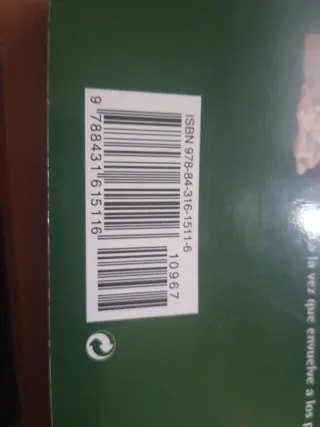 ISBN 978-84-316-1511-6
9 788431 615116
10967
a la vez que envuelve a los